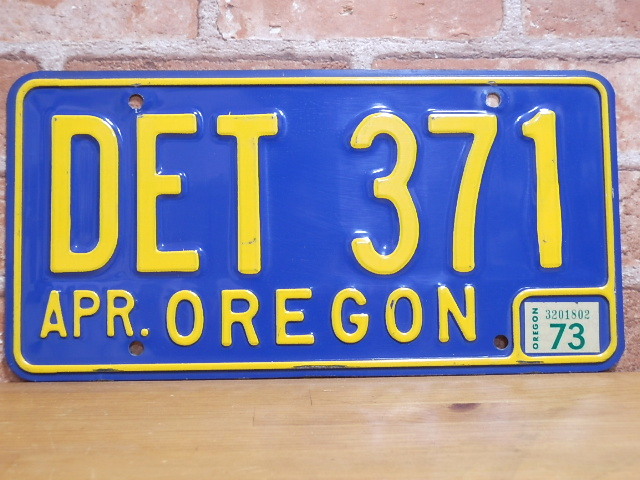 DET 371
APR. OREGON
OREGON 3201802
73